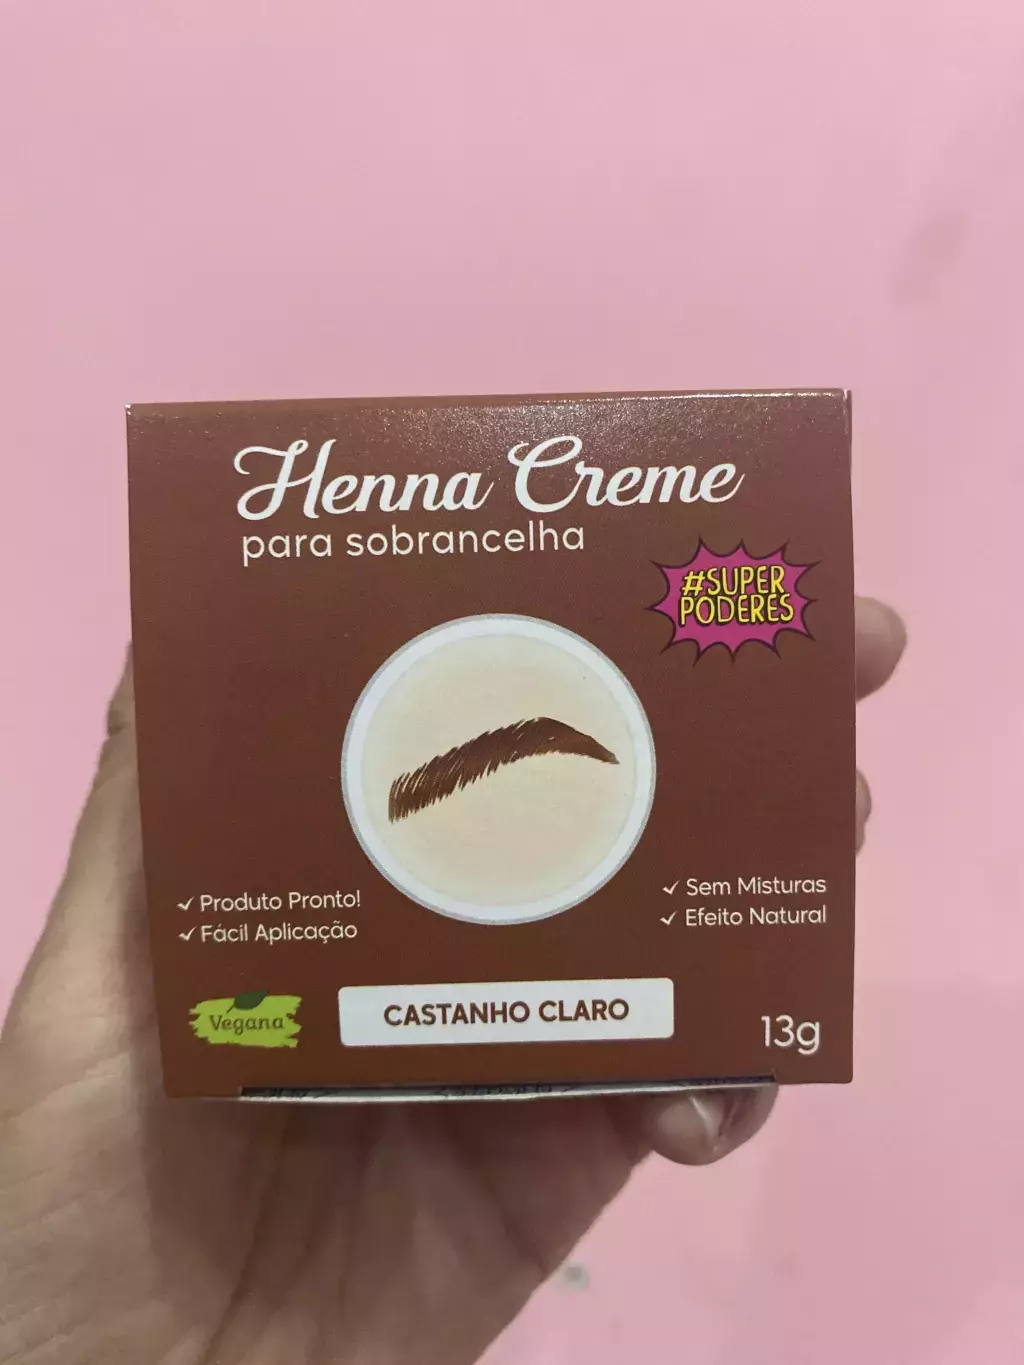 Henna Creme
para sobrancelha
#SUPER
PODERES
✓ Produto Pronto!
✓ Fácil Aplicação
✓ Sem Misturas
✓ Efeito Natural
Vegana
CASTANHO CLARO
13g